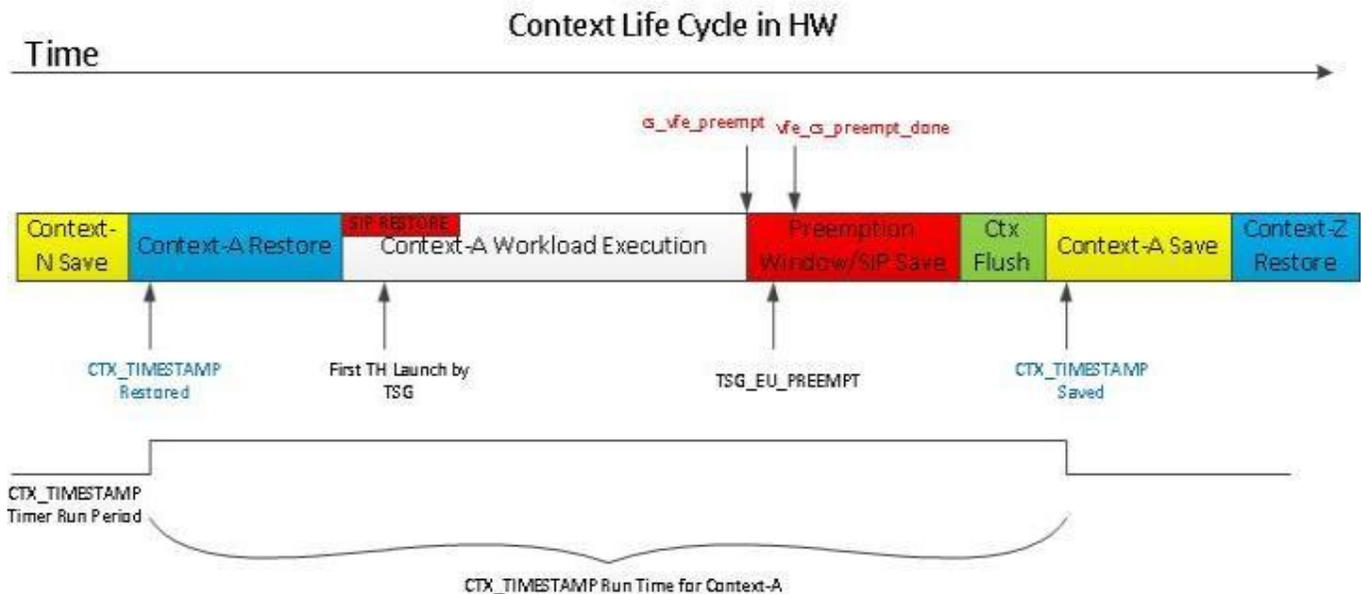 Context Life Cycle in HW
Time
cs_vfe_preempt
vfe_cs_preempt_done
Context-
N Save
Context-A Restore
SIP RESTORE
Context-A Workload Execution
Preemption
Window/SIP Save
Ctx
Flush
Context-A Save
Context-Z
Restore
CTX_TIMESTAMP
Restored
First TH Launch by
TSG
TSG_EU_PREEMPT
CTX_TIMESTAMP
Saved
CTX_TIMESTAMP
Timer Run Period
CTX_TIMESTAMP Run Time for Context-A